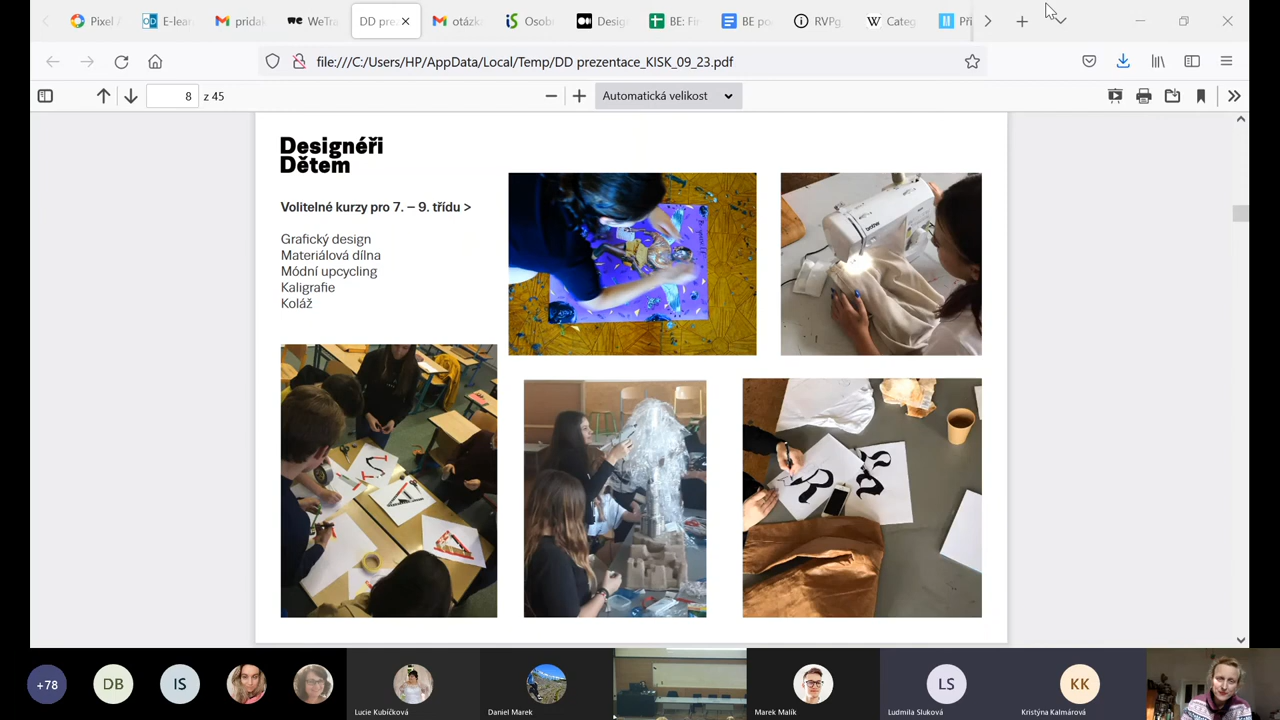 Pixel /
E-lear
pridak
WeTra
DD pre
otázk
Osob
Desig
BE: Fi
BE po
RVPg
Categ
Při
file:///C:/Users/HP/AppData/Local/Temp/DD prezentace_KISK_09_23.pdf
8 z 45
Automatická velikost
Designéři
Dětem
Volitelné kurzy pro 7. – 9. třídu >
Grafický design
Materiálová dílna
Módní upcycling
Kaligrafie
Koláž
brother
+78
DB
IS
LS
KK
Lucie Kubíčková
Daniel Marek
Marek Malík
Ludmila Sluková
Kristýna Kalmárová